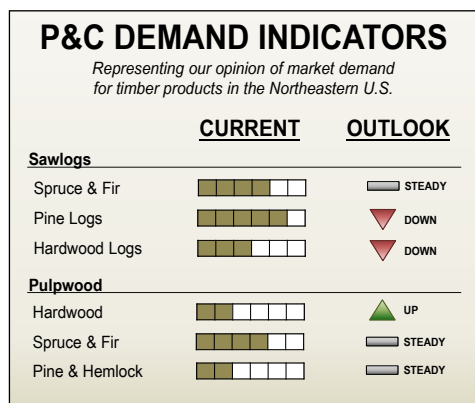 P&C DEMAND INDICATORS
Representing our opinion of market demand
for timber products in the Northeastern U.S.
CURRENT OUTLOOK
Sawlogs
Spruce & Fir STEADY
Pine Logs DOWN
Hardwood Logs DOWN
Pulpwood
Hardwood UP
Spruce & Fir STEADY
Pine & Hemlock STEADY